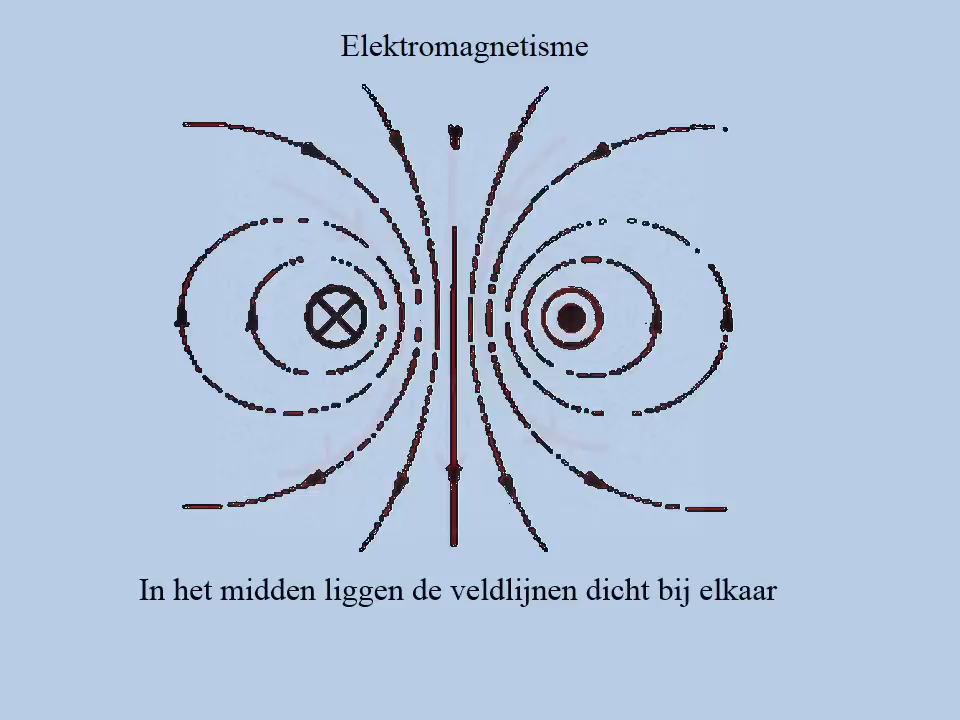 Elektromagnetisme
In het midden liggen de veldlijnen dicht bij elkaar